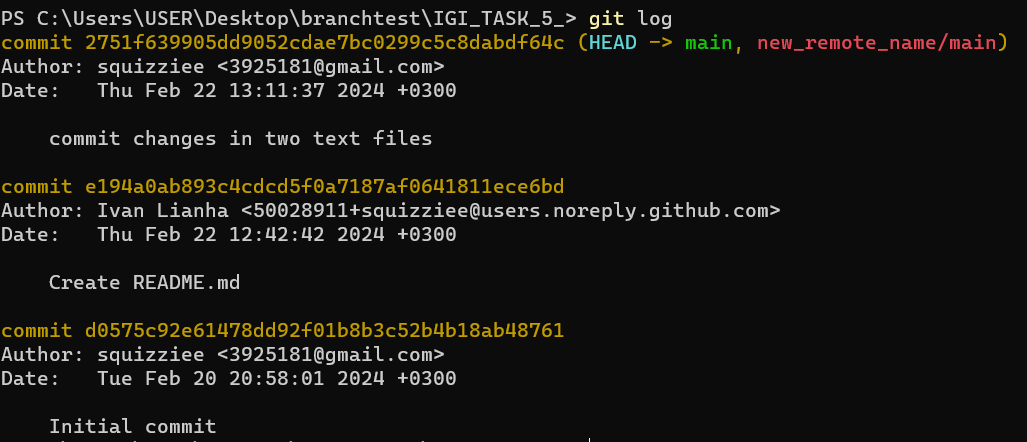 PS C:\Users\USER\Desktop\branchtest\IGI_TASK_5_> git log
commit 2751f639905dd9052cdae7bc0299c5c8dabdf64c (HEAD -> main, new_remote_name/main)
Author: squizziee <3925181@gmail.com>
Date:   Thu Feb 22 13:11:37 2024 +0300
    commit changes in two text files
commit e194a0ab893c4cdcd5f0a7187af0641811ece6bd
Author: Ivan Lianha <50028911+squizziee@users.noreply.github.com>
Date:   Thu Feb 22 12:42:42 2024 +0300
    Create README.md
commit d0575c92e61478dd92f01b8b3c52b4b18ab48761
Author: squizziee <3925181@gmail.com>
Date:   Tue Feb 20 20:58:01 2024 +0300
    Initial commit